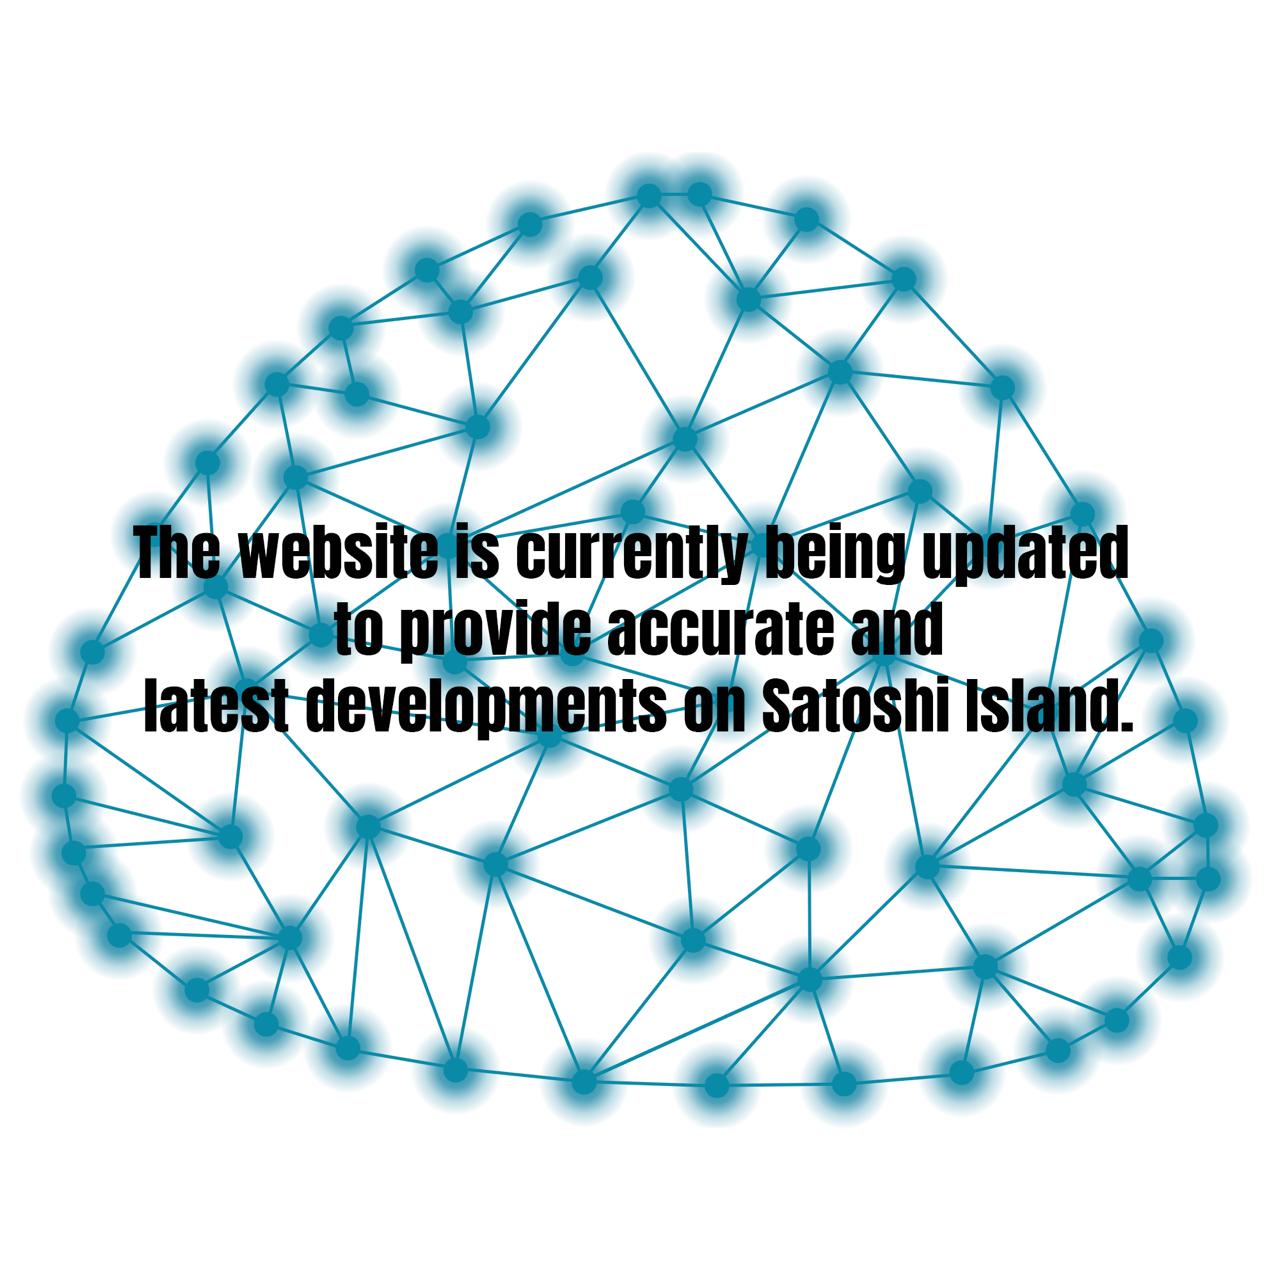 The website is currently being updated
to provide accurate and
latest developments on Satoshi Island.